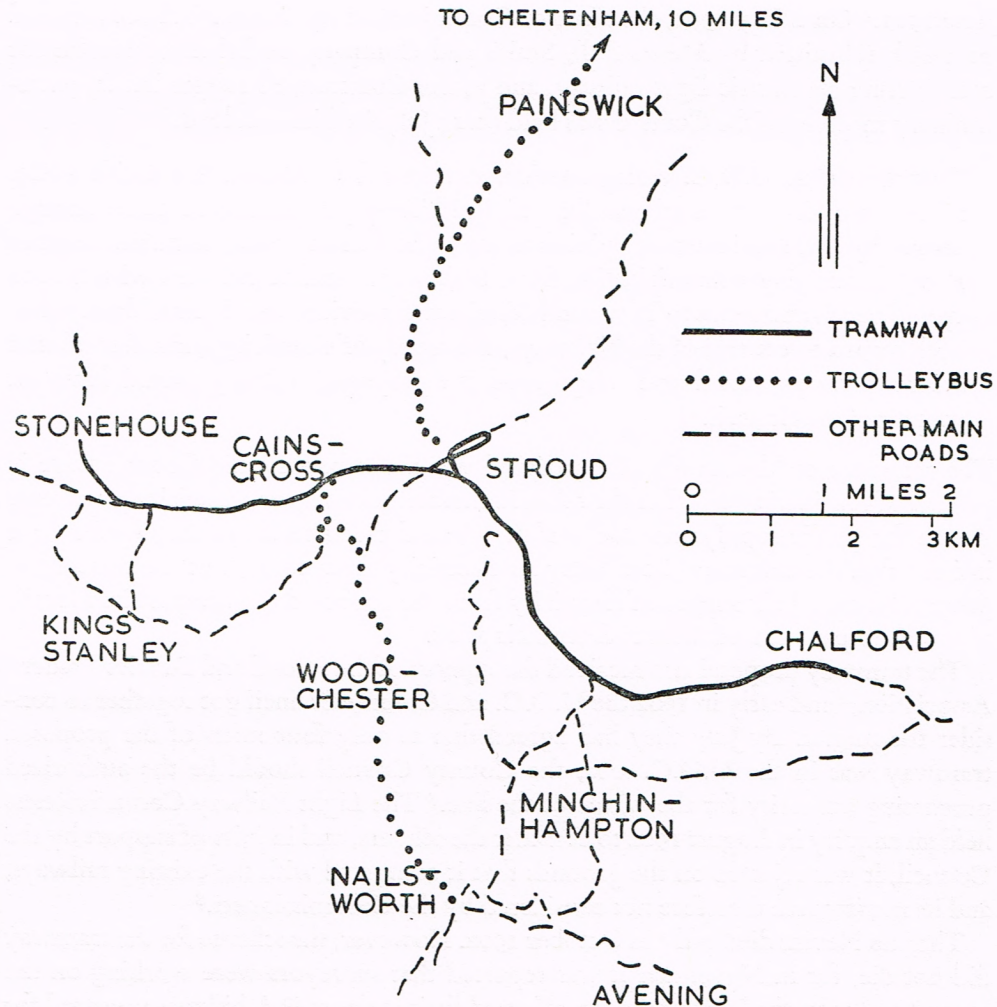 TO CHELTENHAM, 10 MILES
N
PAINSWICK
TRAMWAY
TROLLEYBUS
OTHER MAIN
ROADS
0 1 MILES 2
0 1 2 3 KM
STONEHOUSE
CAINS-
CROSS
STROUD
KINGS
STANLEY
WOOD-
CHESTER
CHALFORD
MINCHIN-
HAMPTON
NAILS-
WORTH
AVENING